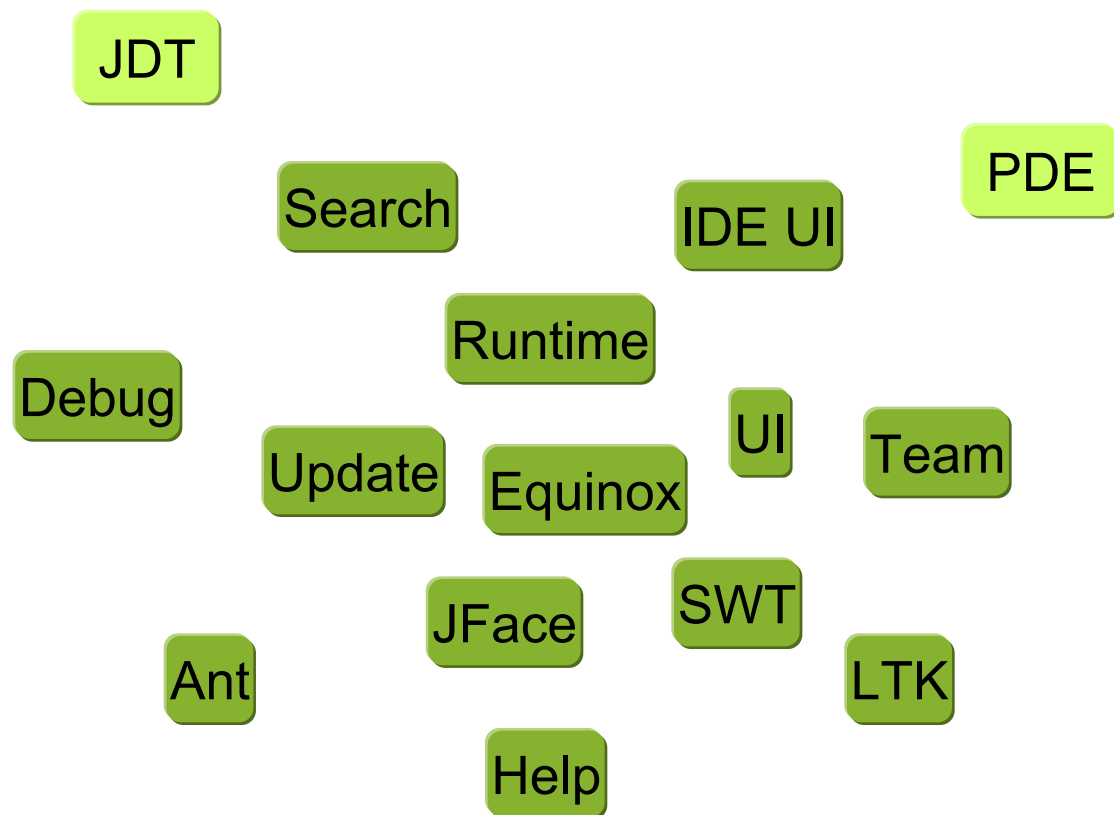 JDT
PDE
Search
IDE UI
Runtime
Debug
UI
Team
Update
Equinox
SWT
JFace
Ant
LTK
Help